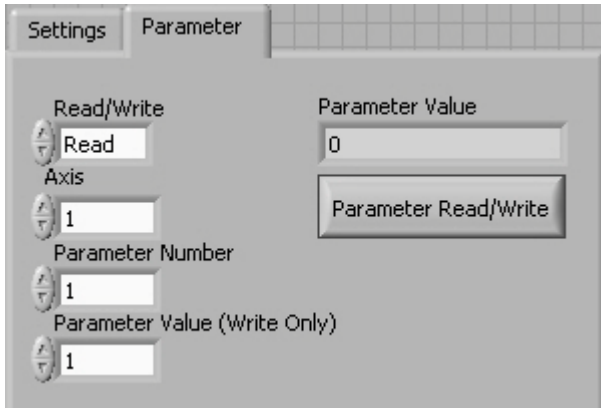 Settings
Parameter
Read/Write
Read
Axis
1
Parameter Number
1
Parameter Value (Write Only)
1
Parameter Value
0
Parameter Read/Write